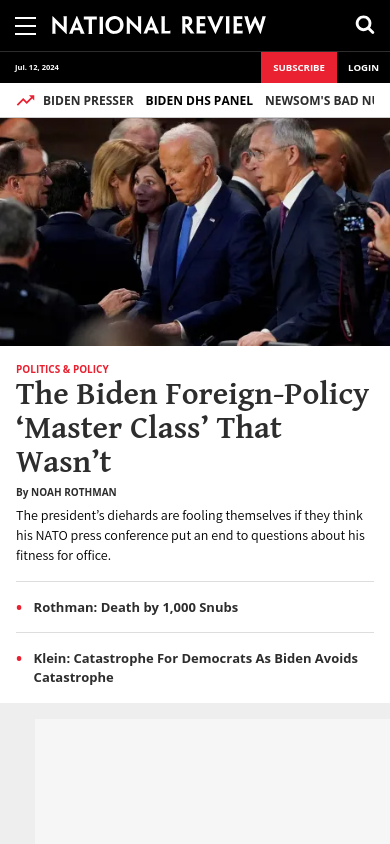 NATIONAL REVIEW
Jul. 12, 2024
SUBSCRIBE
LOGIN
BIDEN PRESSER BIDEN DHS PANEL NEWSOM'S BAD
POLITICS & POLICY
The Biden Foreign-Policy
‘Master Class’ That
Wasn’t
By NOAH ROTHMAN
The president’s diehards are fooling themselves if they think
his NATO press conference put an end to questions about his
fitness for office.
Rothman: Death by 1,000 Snubs
Klein: Catastrophe For Democrats As Biden Avoids
Catastrophe